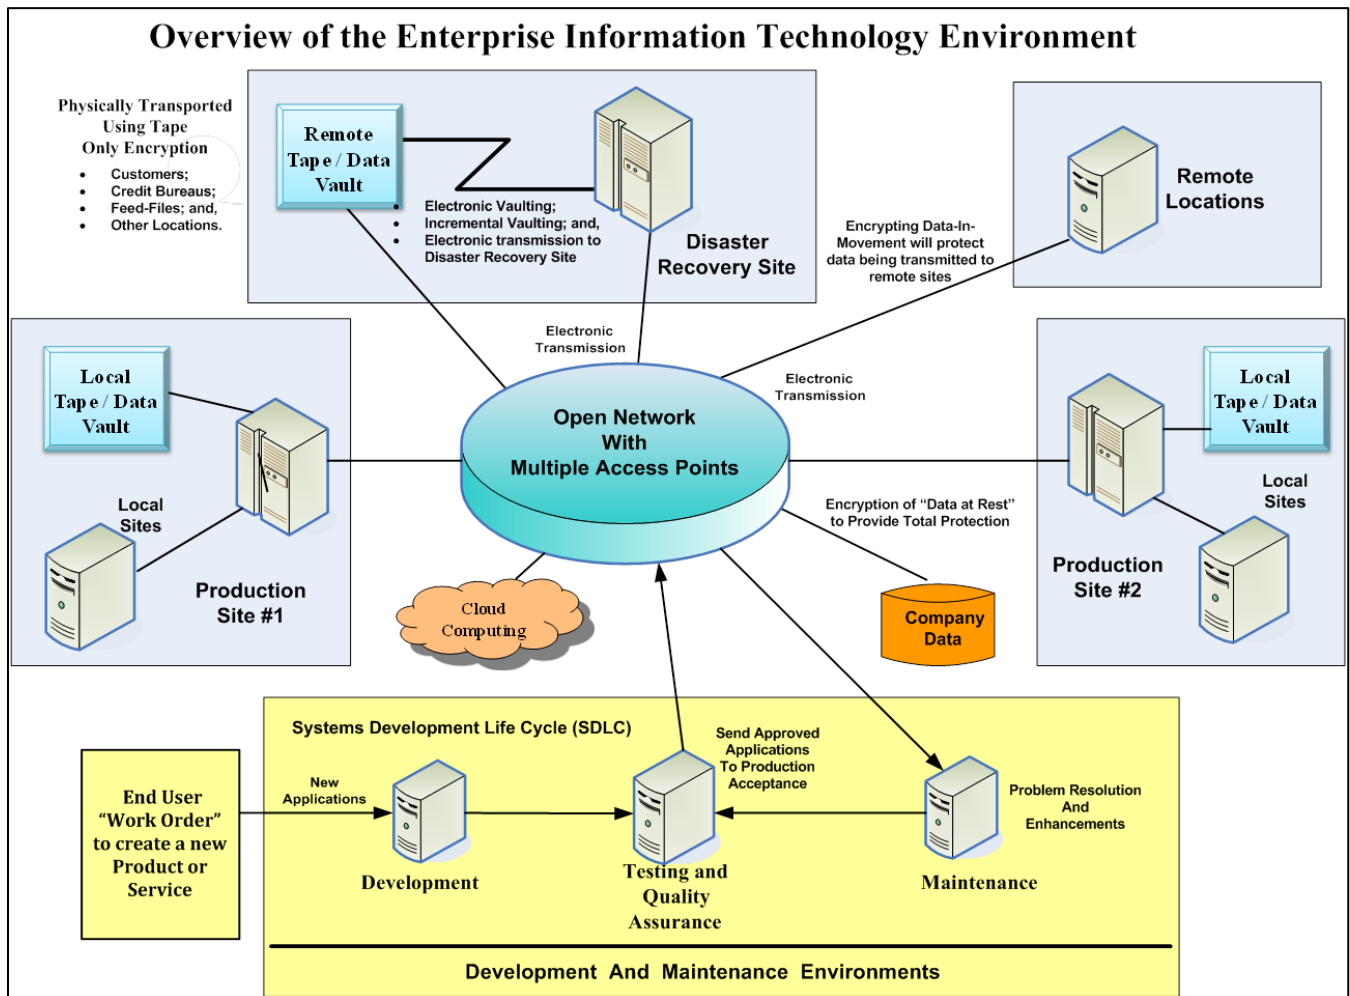 Overview of the Enterprise Information Technology Environment
Physically Transported
Using Tape
Only Encryption
• Customers;
• Credit Bureaus;
• Feed-Files; and,
• Other Locations.
Remote
Tape / Data
Vault
• Electronic Vaulting;
• Incremental Vaulting; and,
• Electronic transmission to
Disaster Recovery Site
Disaster
Recovery Site
Encrypting Data-In-
Movement will protect
data being transmitted to
remote sites
Remote
Locations
Electronic
Transmission
Electronic
Transmission
Local
Tape / Data
Vault
Local
Sites
Production
Site #1
Open Network
With
Multiple Access Points
Local
Tape / Data
Vault
Local
Sites
Production
Site #2
Encryption of “Data at Rest”
to Provide Total Protection
Cloud
Computing
Company
Data
Systems Development Life Cycle (SDLC)
End User
“Work Order”
to create a new
Product or
Service
New
Applications
Send Approved
Applications
To Production
Acceptance
Problem Resolution
And
Enhancements
Development
Testing and
Quality
Assurance
Maintenance
Development And Maintenance Environments